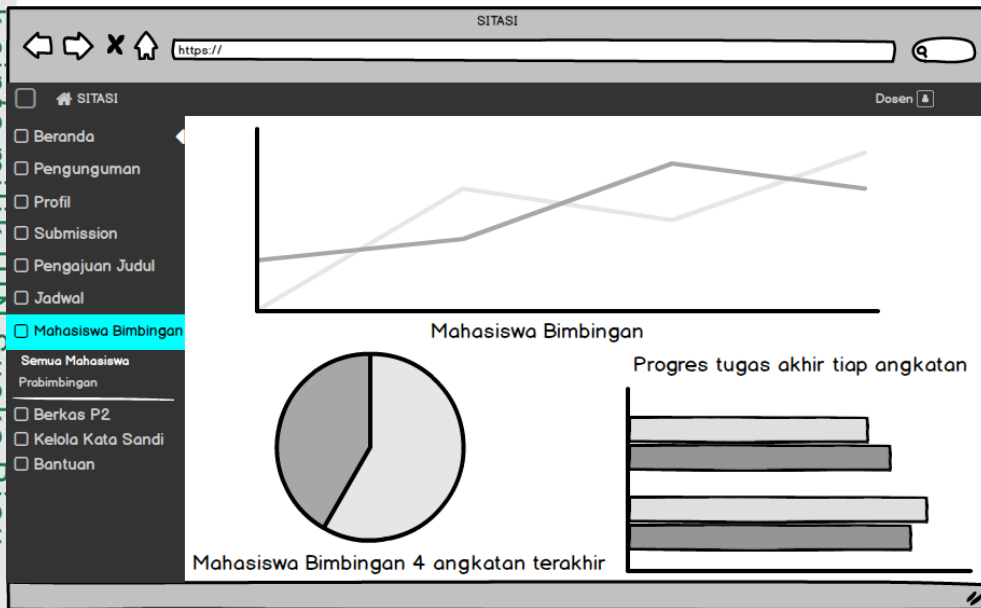 SITASI
https://
SITASI
Dosen
Beranda
Pengunguman
Profil
Submission
Pengajuan Judul
Jadwal
Mahasiswa Bimbingan
Semua Mahasiswa
Prabimbingan
Berkas P2
Kelola Kata Sandi
Bantuan
Mahasiswa Bimbingan
Mahasiswa Bimbingan 4 angkatan terakhir
Progres tugas akhir tiap angkatan